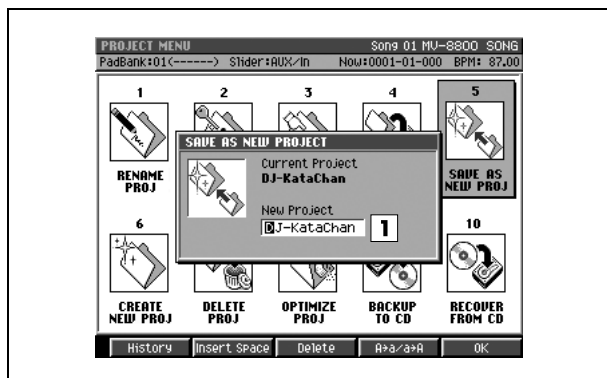 PROJECT MENU Song 01 MV-8800 SONG
PadBank:01(------) Slider:AUX/In Now:0001-01-000 BPM: 87.00
1 2 3 4 5
SAVE AS NEW PROJECT
Current Project
DJ-KataChan
New Project
DJ-KataChan 1
RENAME
PROJ
SAVE AS
NEW PROJ
6 10
CREATE
NEW PROJ
DELETE
PROJ
OPTIMIZE
PROJ
BACKUP
TO CD
RECOVER
FROM CD
History Insert Space Delete A→a/a→A OK